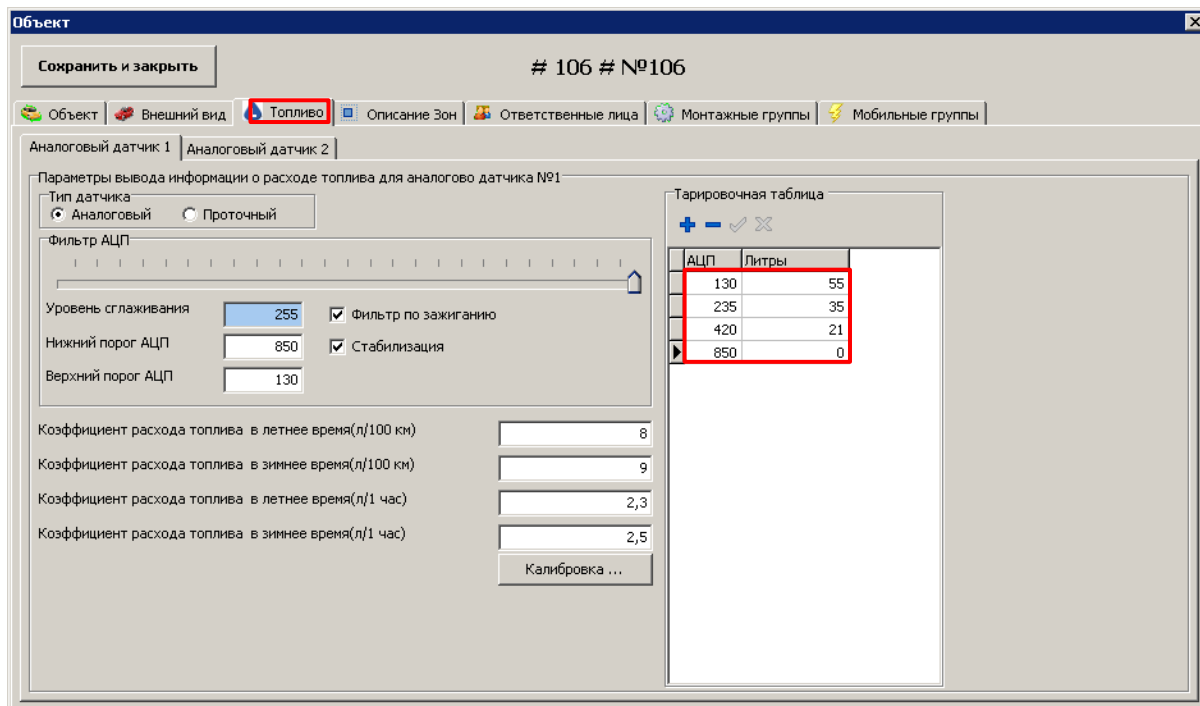 Объект
Сохранить и закрыть
# 106 # №106
Объект Внешний вид Топливо Описание Зон Ответственные лица Монтажные группы Мобильные группы
Аналоговый датчик 1 Аналоговый датчик 2
Параметры вывода информации о расходе топлива для аналогово датчика №1
Тип датчика
Аналоговый Проточный
Фильтр АЦП
Уровень сглаживания 255 Фильтр по зажиганию
Нижний порог АЦП 850 Стабилизация
Верхний порог АЦП 130
Коэффициент расхода топлива в летнее время(л/100 км) 8
Коэффициент расхода топлива в зимнее время(л/100 км) 9
Коэффициент расхода топлива в летнее время(л/1 час) 2,3
Коэффициент расхода топлива в зимнее время(л/1 час) 2,5
Калибровка ...
Тарировочная таблица
АЦП Литры
130 55
235 35
420 21
850 0